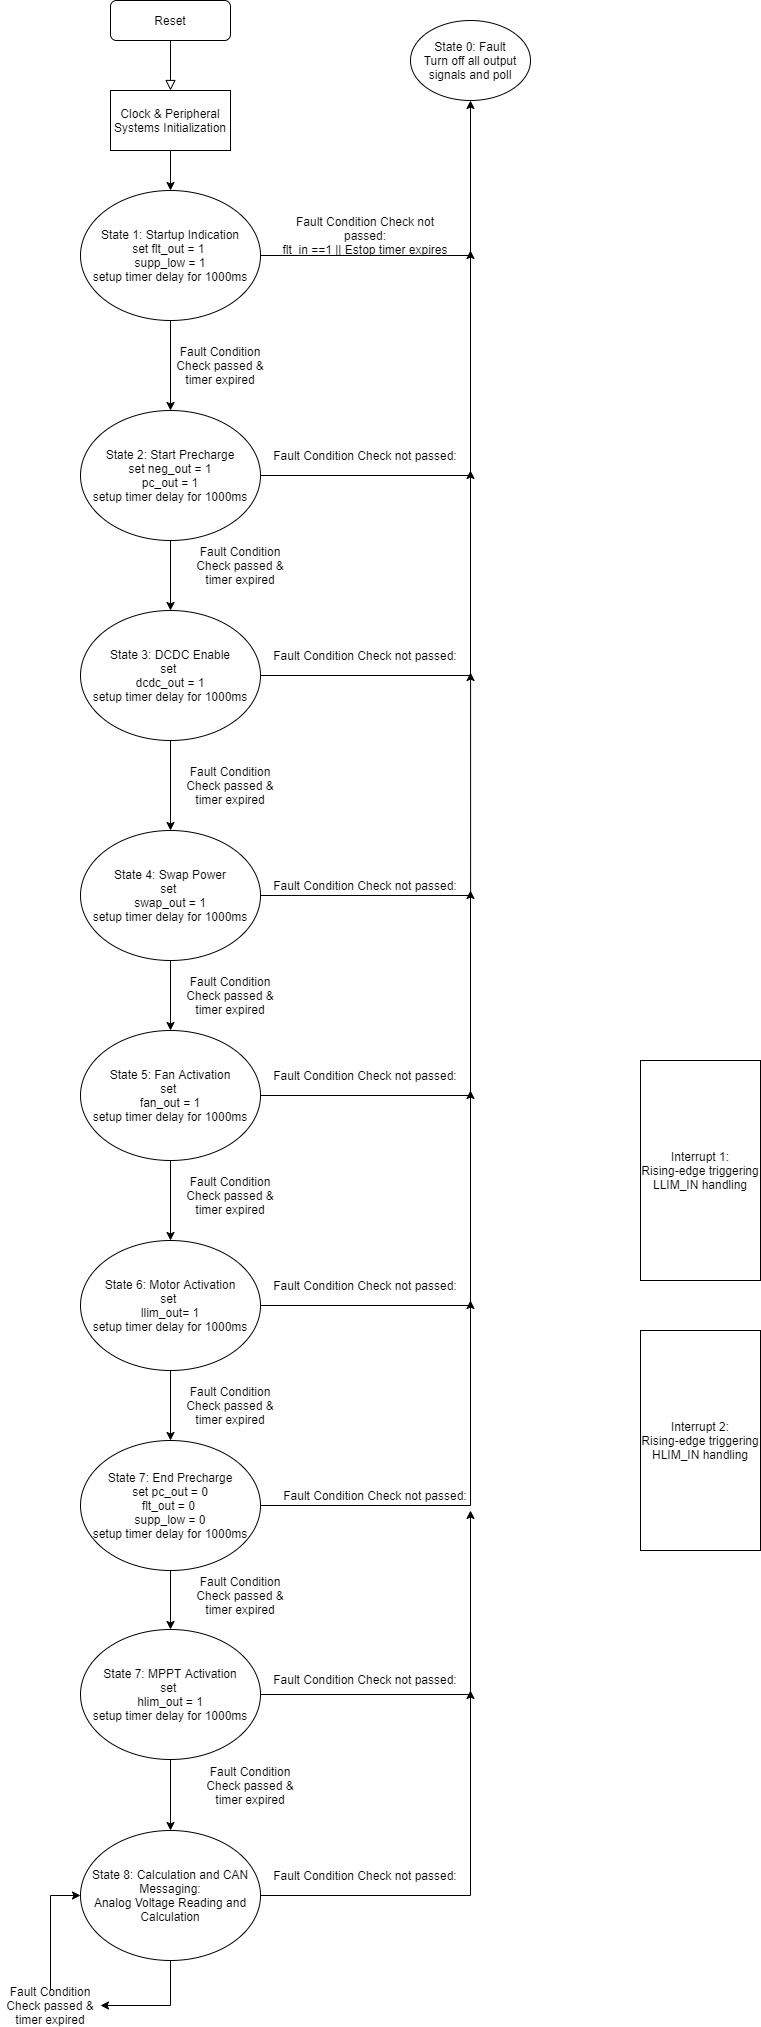 Reset
State 0: Fault
Turn off all output
signals and poll
Clock & Peripheral
Systems Initialization
State 1: Startup Indication
set flt_out = 1
supp_low = 1
setup timer delay for 1000ms
Fault Condition Check not
passed:
flt_in ==1 || Estop timer expires
Fault Condition
Check passed &
timer expired
State 2: Start Precharge
set neg_out = 1
pc_out = 1
setup timer delay for 1000ms
Fault Condition Check not passed:
Fault Condition
Check passed &
timer expired
State 3: DCDC Enable
set
dcdc_out = 1
setup timer delay for 1000ms
Fault Condition Check not passed:
Fault Condition
Check passed &
timer expired
State 4: Swap Power
set
swap_out = 1
setup timer delay for 1000ms
Fault Condition Check not passed:
Fault Condition
Check passed &
timer expired
State 5: Fan Activation
set
fan_out = 1
setup timer delay for 1000ms
Fault Condition Check not passed:
Interrupt 1:
Rising-edge triggering
LLIM_IN handling
Fault Condition
Check passed &
timer expired
State 6: Motor Activation
set
llim_out= 1
setup timer delay for 1000ms
Fault Condition Check not passed:
Interrupt 2:
Rising-edge triggering
HLIM_IN handling
Fault Condition
Check passed &
timer expired
State 7: End Precharge
set pc_out = 0
flt_out = 0
supp_low = 0
setup timer delay for 1000ms
Fault Condition Check not passed:
Fault Condition
Check passed &
timer expired
State 7: MPPT Activation
set
hlim_out = 1
setup timer delay for 1000ms
Fault Condition Check not passed:
Fault Condition
Check passed &
timer expired
State 8: Calculation and CAN
Messaging:
Analog Voltage Reading and
Calculation
Fault Condition Check not passed:
Fault Condition
Check passed &
timer expired